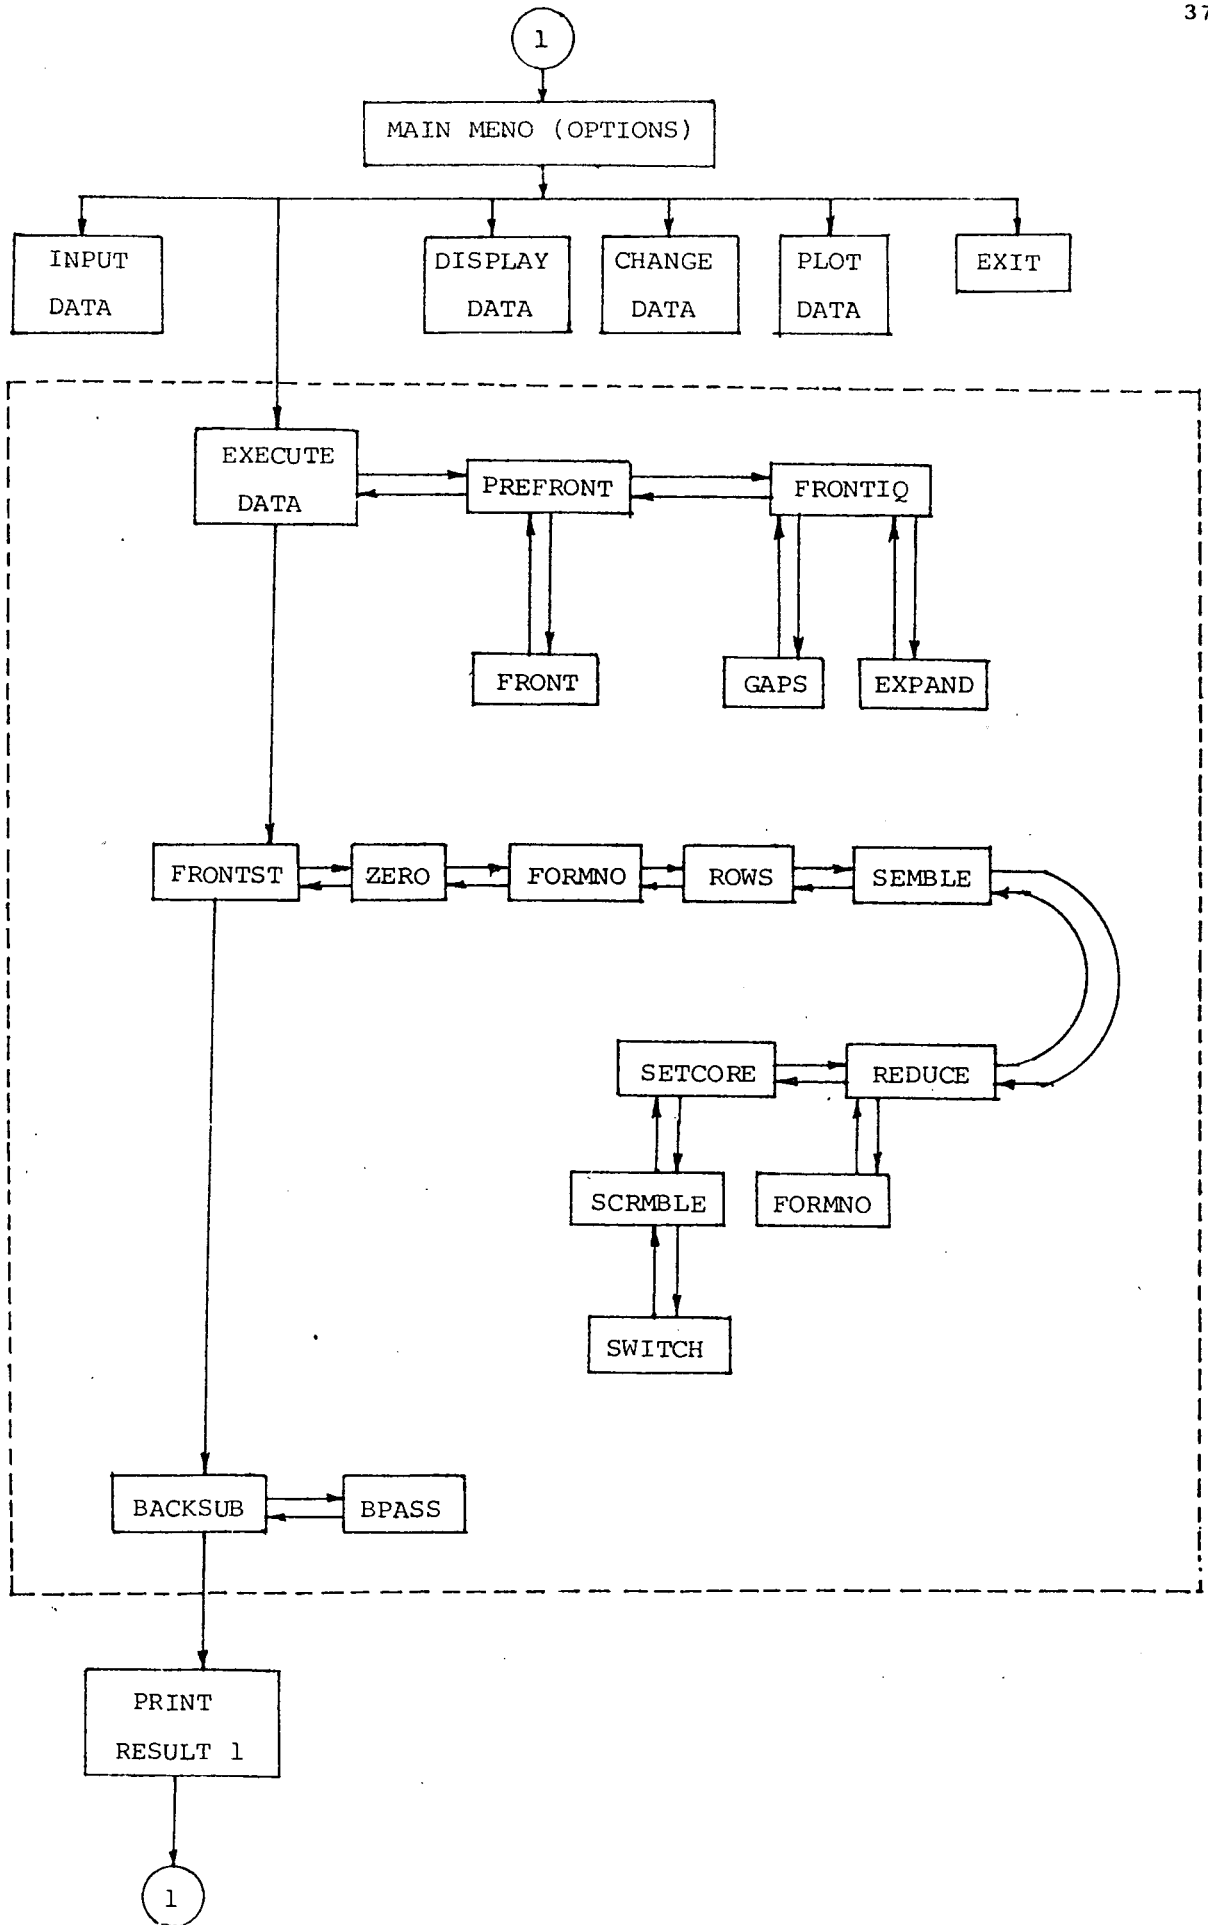 37
1
MAIN MENO (OPTIONS)
INPUT
DATA
DISPLAY
DATA
CHANGE
DATA
PLOT
DATA
EXIT
EXECUTE
DATA
PREFRONT
FRONTIQ
FRONT
GAPS
EXPAND
FRONTST
ZERO
FORMNO
ROWS
SEMBLE
SETCORE
REDUCE
SCRMBLE
FORMNO
SWITCH
BACKSUB
BPASS
PRINT
RESULT 1
1